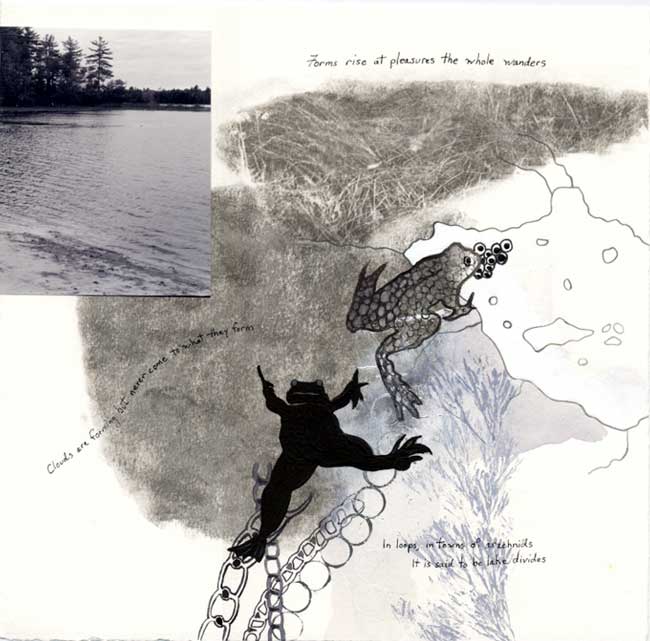 Forms rise at pleasures the whole wanders
Clouds are forming but never come to what they form
In loops, in towns of arachnids
It is said to be lake divides